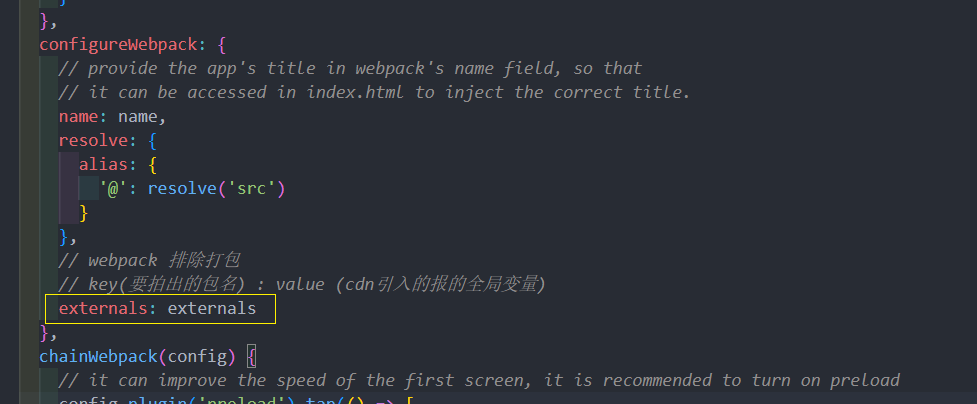 }
},
configureWebpack: {
// provide the app's title in webpack's name field, so that
// it can be accessed in index.html to inject the correct title.
name: name,
resolve: {
alias: {
'@': resolve('src')
}
},
// webpack 排除打包
// key(要拍出的包名) : value (cdn引入的报的全局变量)
externals: externals
},
chainWebpack(config) {
// it can improve the speed of the first screen, it is recommended to turn on preload
config.plugin('preload').tap(() => [